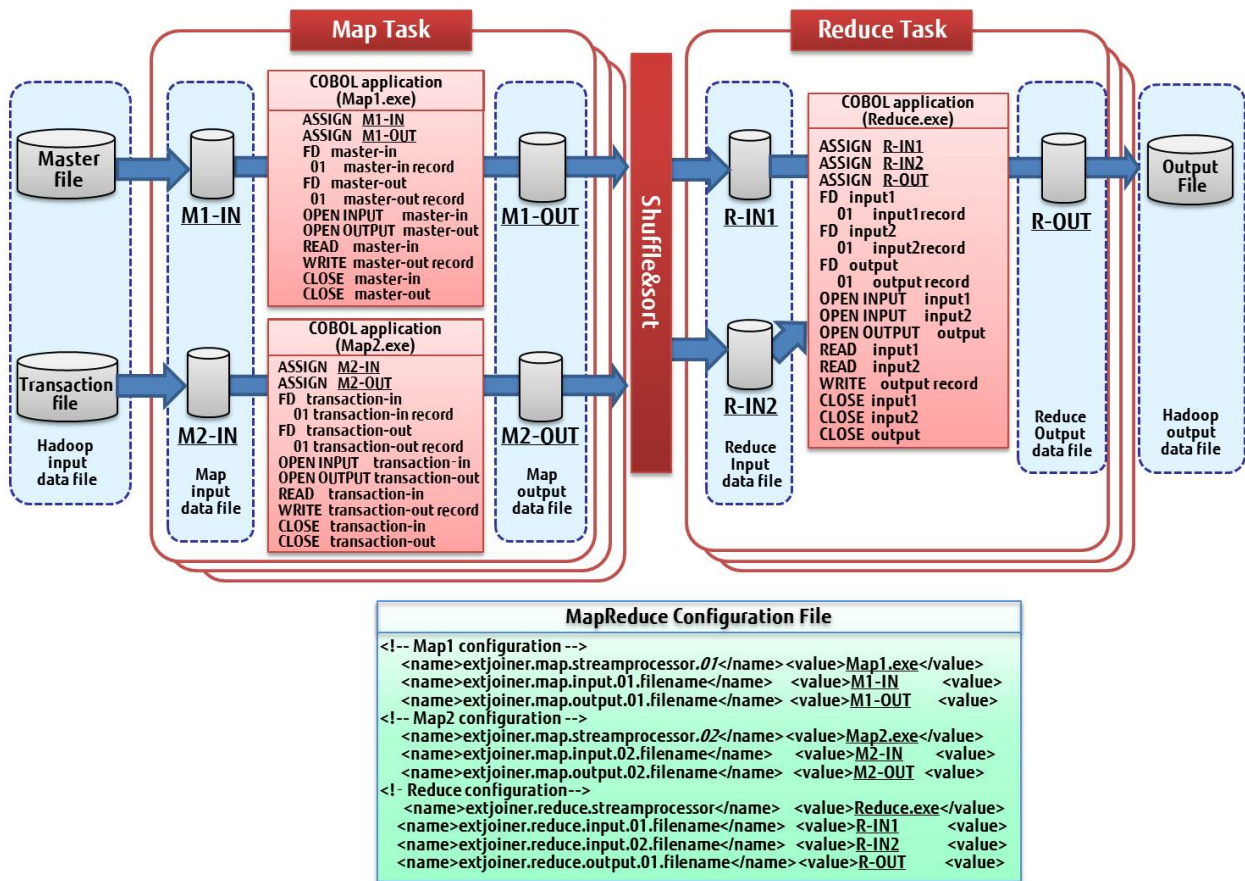 Map Task
Reduce Task
Master
file
Transaction
file
Hadoop
input
data file
M1-IN
M2-IN
Map
input
data file
COBOL application
(Map1.exe)
ASSIGN M1-IN
ASSIGN M1-OUT
FD master-in
01 master-in record
FD master-out
01 master-out record
OPEN INPUT master-in
OPEN OUTPUT master-out
READ master-in
WRITE master-out record
CLOSE master-in
CLOSE master-out
COBOL application
(Map2.exe)
ASSIGN M2-IN
ASSIGN M2-OUT
FD transaction-in
01 transaction-in record
FD transaction-out
01 transaction-out record
OPEN INPUT transaction-in
OPEN OUTPUT transaction-out
READ transaction-in
WRITE transaction-out record
CLOSE transaction-in
CLOSE transaction-out
M1-OUT
M2-OUT
Map
output
data file
Shuffle&sort
R-IN1
R-IN2
Reduce
Input
data file
COBOL application
(Reduce.exe)
ASSIGN R-IN1
ASSIGN R-IN2
ASSIGN R-OUT
FD input1
01 input1record
FD input2
01 input2record
FD output
01 output record
OPEN INPUT input1
OPEN INPUT input2
OPEN OUTPUT output
READ input1
READ input2
WRITE output record
CLOSE input1
CLOSE input2
CLOSE output
R-OUT
Reduce
Output
data file
Output
File
Hadoop
output
data file
MapReduce Configuration File
<!-- Map1 configuration -->
<name>extjoiner.map.streamprocessor.01</name><value>Map1.exe</value>
<name>extjoiner.map.input.01.filename</name> <value>M1-IN <value>
<name>extjoiner.map.output.01.filename</name> <value>M1-OUT <value>
<!-- Map2 configuration -->
<name>extjoiner.map.streamprocessor.02</name><value>Map2.exe</value>
<name>extjoiner.map.input.02.filename</name> <value>M2-IN <value>
<name>extjoiner.map.output.02.filename</name> <value>M2-OUT <value>
<!- Reduce configuration-->
<name>extjoiner.reduce.streamprocessor</name> <value>Reduce.exe</value>
<name>extjoiner.reduce.input.01.filename</name> <value>R-IN1 <value>
<name>extjoiner.reduce.input.02.filename</name> <value>R-IN2 <value>
<name>extjoiner.reduce.output.01.filename</name><value>R-OUT <value>